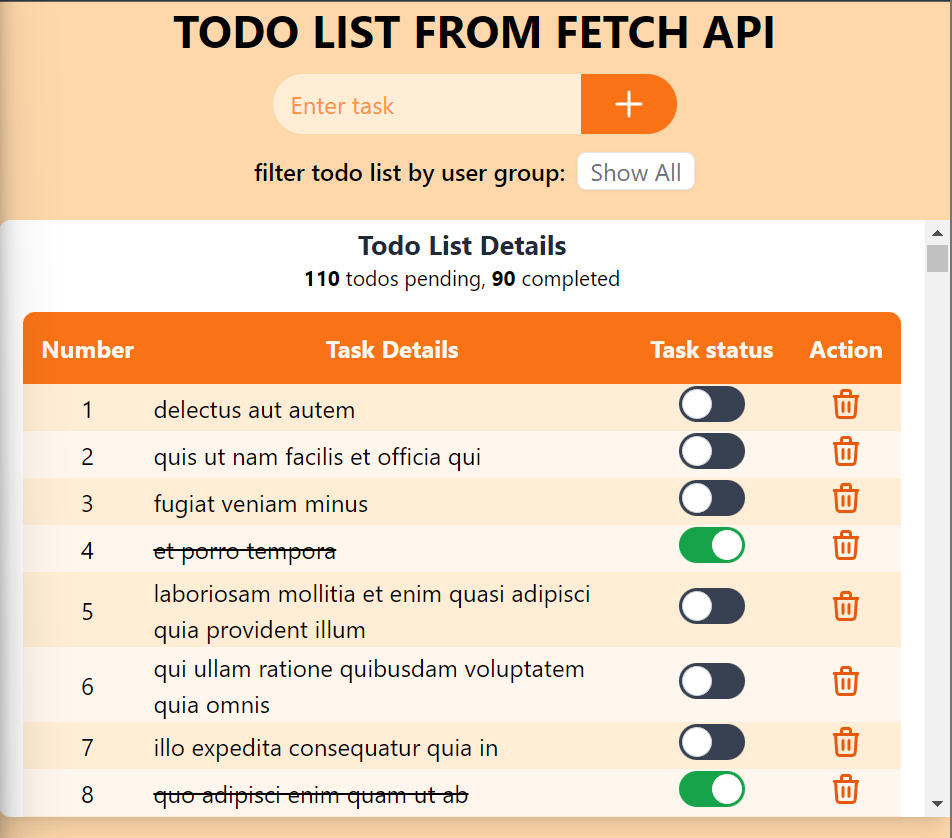 TODO LIST FROM FETCH API
Enter task
filter todo list by user group: Show All
Todo List Details
110 todos pending, 90 completed
Number Task Details Task status Action
1 delectus aut autem
2 quis ut nam facilis et officia qui
3 fugiat veniam minus
4 et porro tempora
5 laboriosam mollitia et enim quasi adipisci
quia provident illum
6 qui ullam ratione quibusdam voluptatem
quia omnis
7 illo expedita consequatur quia in
8 quo adipisci enim quam ut ab